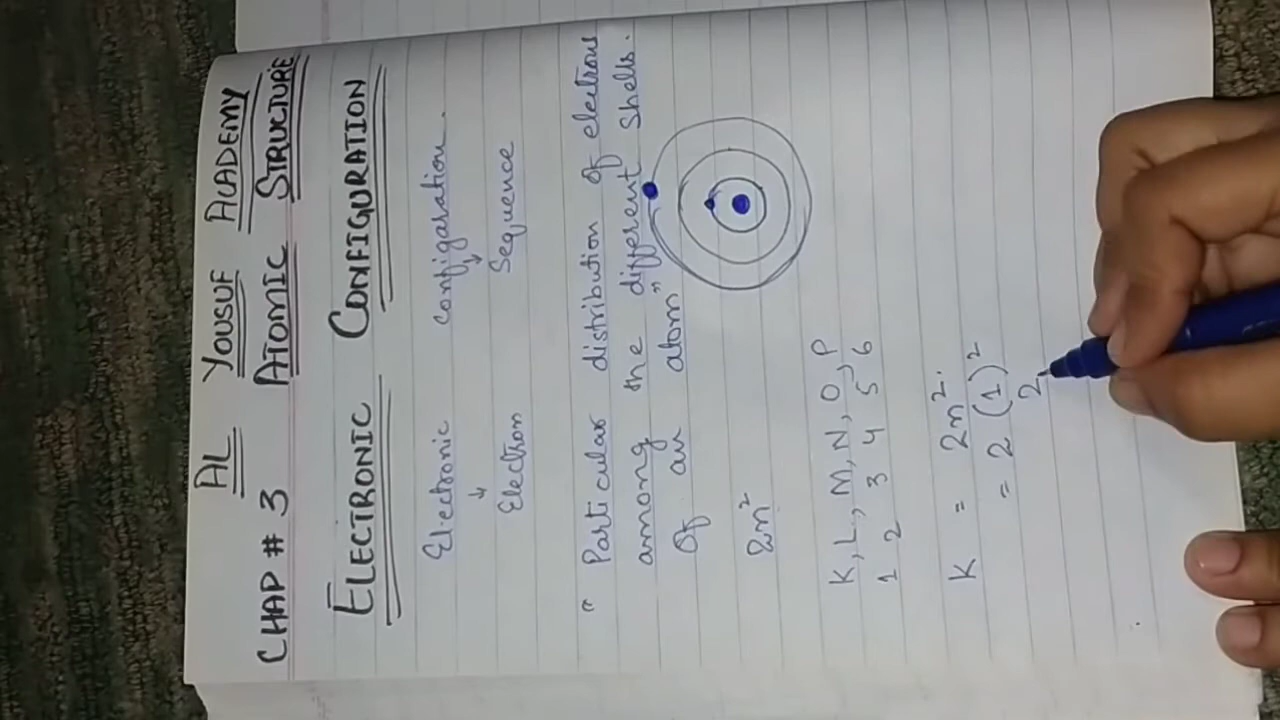 AL YOUSUF ACADEMY
CHAP # 3 ATOMIC STRUCTURE
ELECTRONIC CONFIGURATION
Electronic configaration.
↓ ↓
Electron Sequence
" Particular distribution of electrons
among the different shells.
Of an atom"
2n²
K, L, M, N, O, P
1 2 3 4 5 6
K = 2n².
= 2 (1)²
2